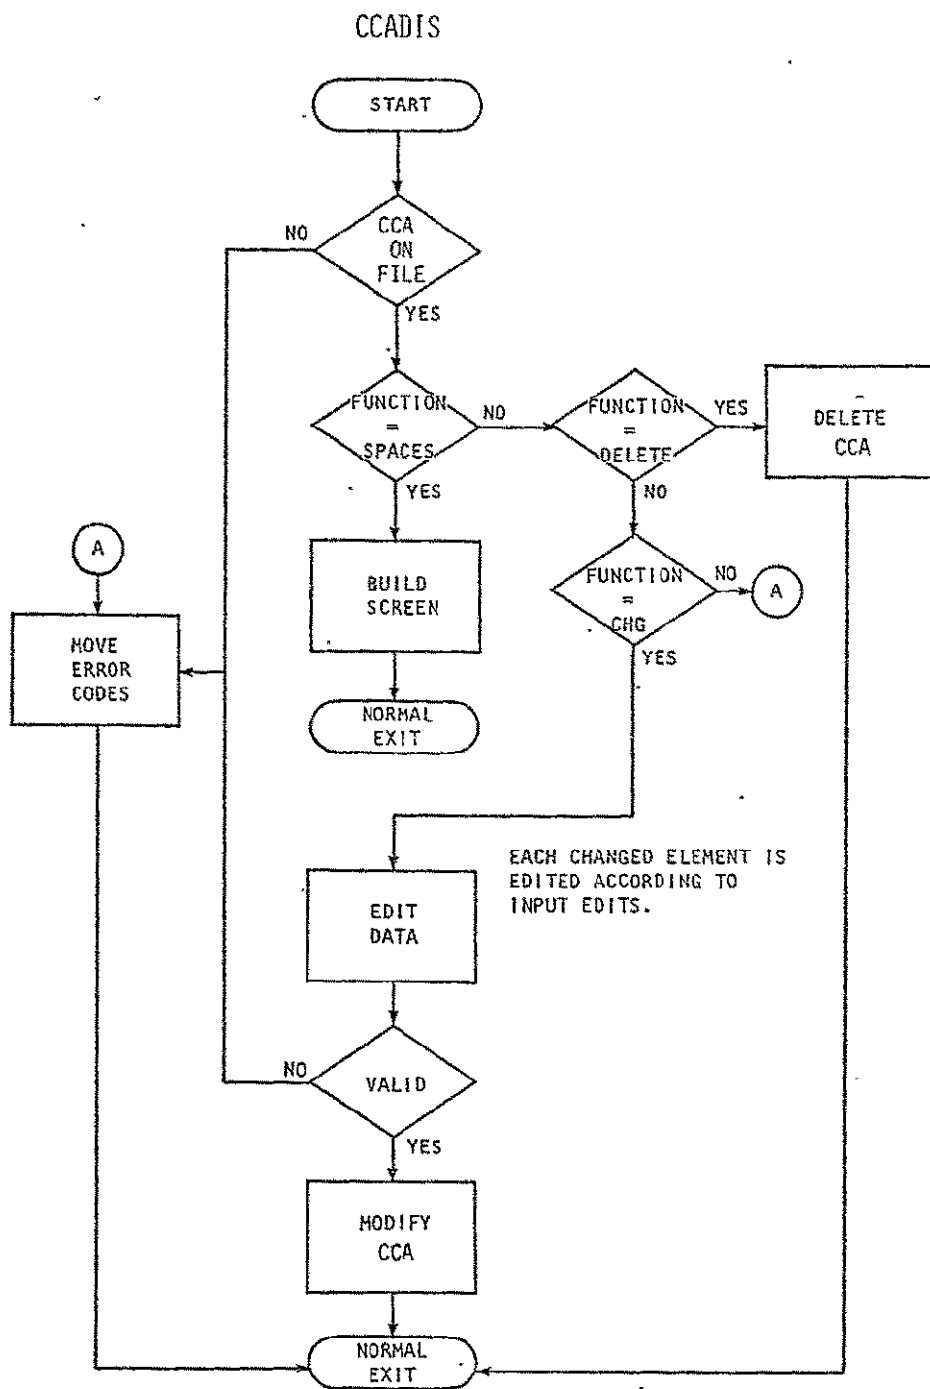 CCADIS
START
CCA
ON
FILE
NO
YES
FUNCTION
=
SPACES
NO
YES
FUNCTION
=
DELETE
YES
NO
DELETE
CCA
A
MOVE
ERROR
CODES
BUILD
SCREEN
NORMAL
EXIT
FUNCTION
=
CHG
NO
A
YES
EACH CHANGED ELEMENT IS
EDITED ACCORDING TO
INPUT EDITS.
EDIT
DATA
VALID
NO
YES
MODIFY
CCA
NORMAL
EXIT